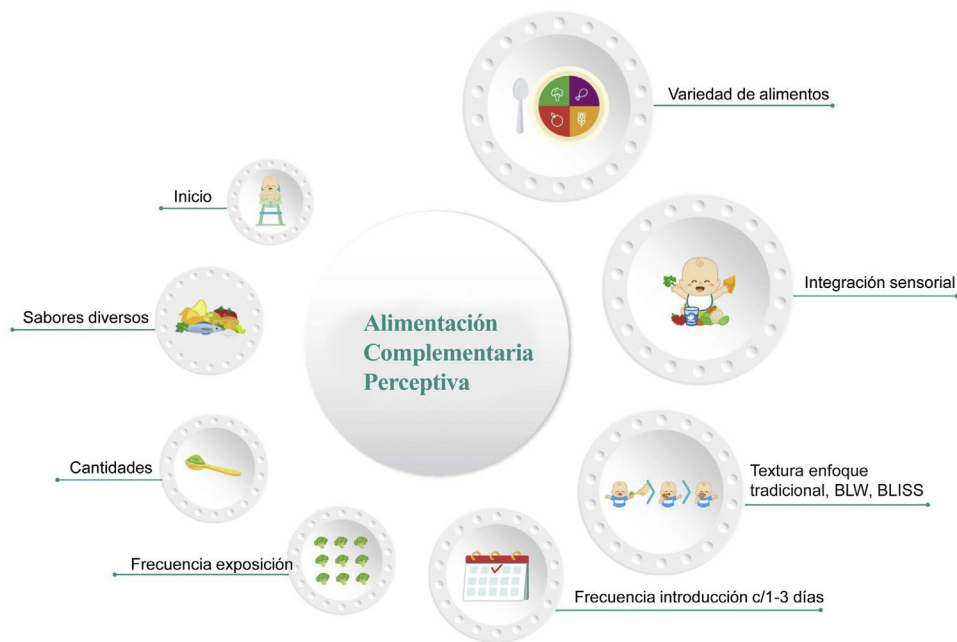 Alimentación
Complementaria
Perceptiva
Inicio
Sabores diversos
Cantidades
Frecuencia exposición
Frecuencia introducción c/1-3 días
Textura enfoque
tradicional, BLW, BLISS
Integración sensorial
Variedad de alimentos